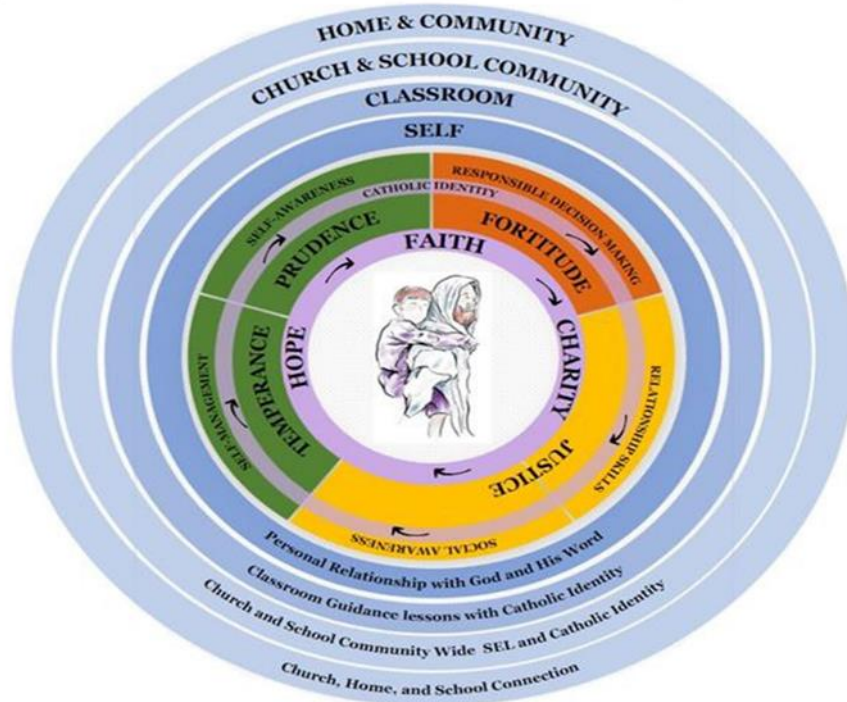 HOME & COMMUNITY
CHURCH & SCHOOL COMMUNITY
CLASSROOM
SELF
SELF-AWARENESS
RESPONSIBLE DECISION MAKING
CATHOLIC IDENTITY
PRUDENCE
FORTITUDE
FAITH
HOPE
CHARITY
TEMPERANCE
JUSTICE
SELF-MANAGEMENT
RELATIONSHIP SKILLS
SOCIAL AWARENESS
Personal Relationship with God and His Word
Classroom Guidance lessons with Catholic Identity
Church and School Community Wide SEL and Catholic Identity
Church, Home, and School Connection